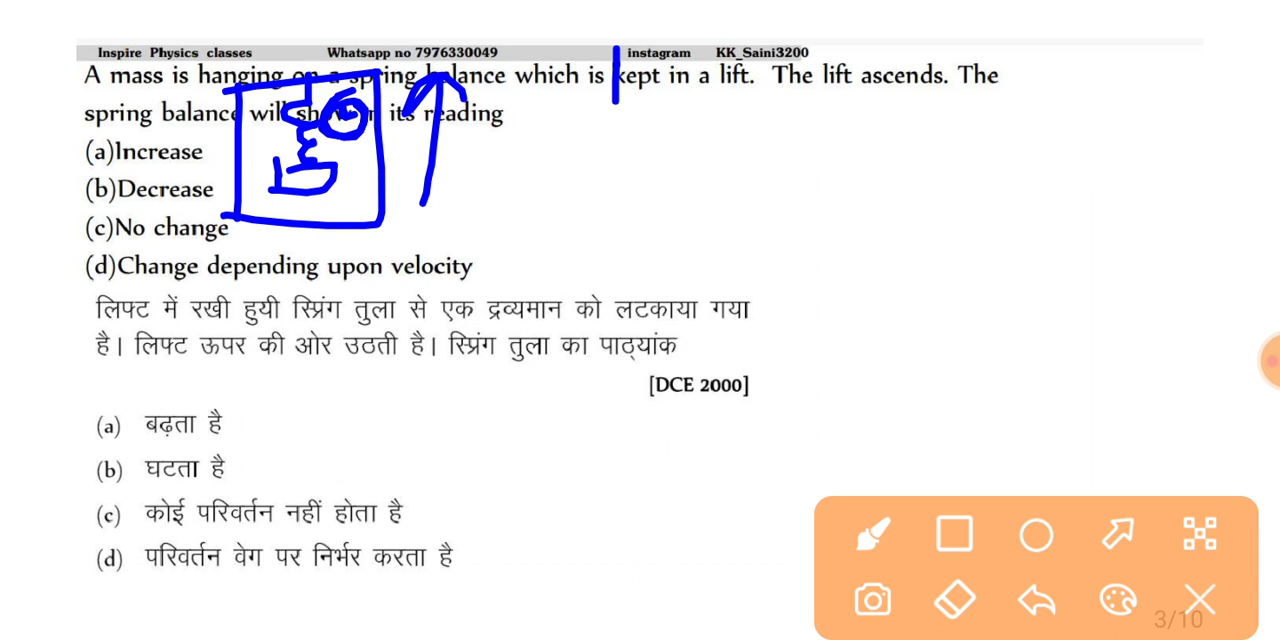 Inspire Physics classes Whatsapp no 7976330049 instagram KK_Saini3200
A mass is hanging on a spring balance which is kept in a lift. The lift ascends. The
spring balance will show in its reading
(a)Increase
(b)Decrease
(c)No change
(d)Change depending upon velocity
लिफ्ट में रखी हुयी स्प्रिंग तुला से एक द्रव्यमान को लटकाया गया
है। लिफ्ट ऊपर की ओर उठती है। स्प्रिंग तुला का पाठ्यांक
[DCE 2000]
(a) बढ़ता है
(b) घटता है
(c) कोई परिवर्तन नहीं होता है
(d) परिवर्तन वेग पर निर्भर करता है
3/10